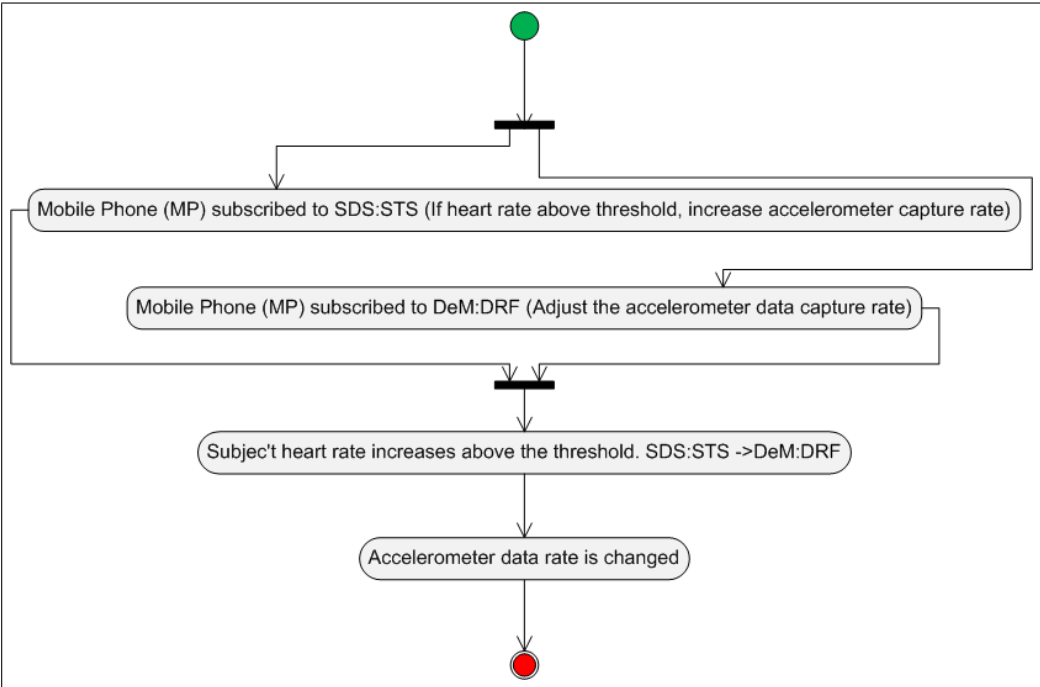 Mobile Phone (MP) subscribed to SDS:STS (If heart rate above threshold, increase accelerometer capture rate)
Mobile Phone (MP) subscribed to DeM:DRF (Adjust the accelerometer data capture rate)
Subjec't heart rate increases above the threshold. SDS:STS ->DeM:DRF
Accelerometer data rate is changed